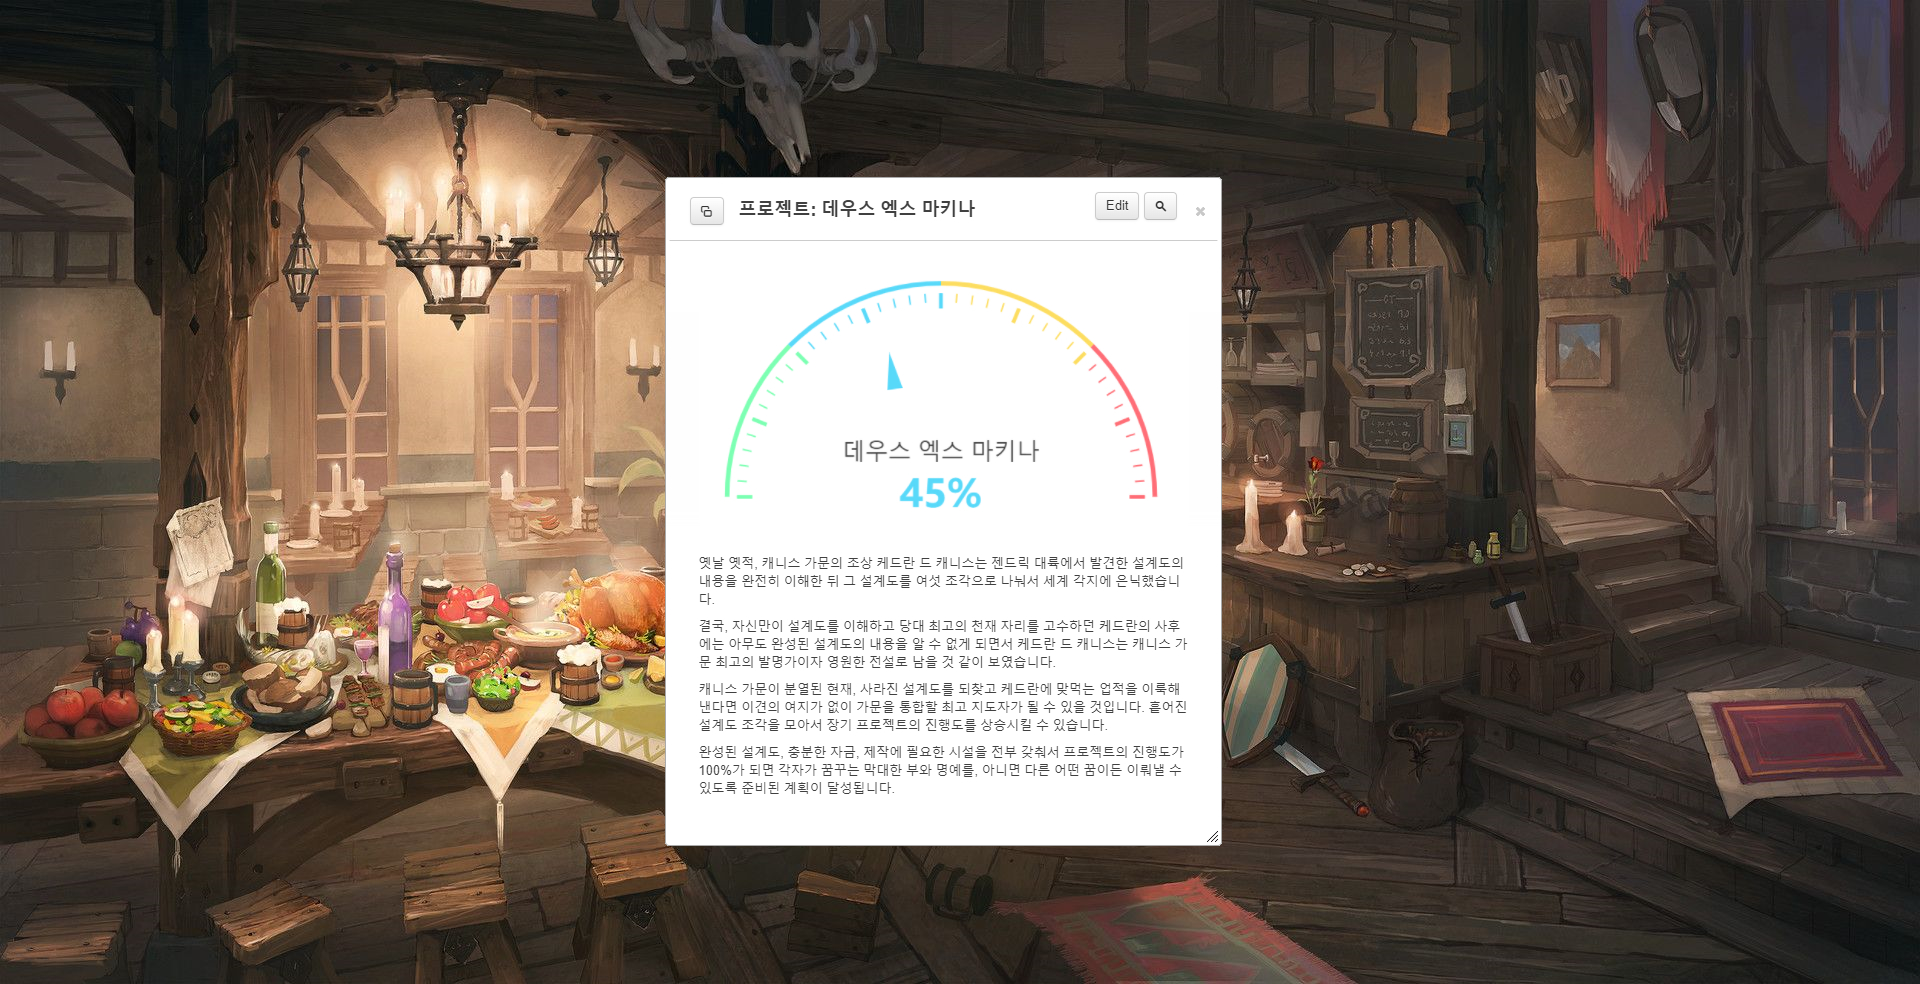 프로젝트: 데우스 엑스 마키나
Edit
데우스 엑스 마키나
45%
옛날 옛적, 캐니스 가문의 조상 케드란 드 캐니스는 젠드릭 대륙에서 발견한 설계도의
내용을 완전히 이해한 뒤 그 설계도를 여섯 조각으로 나눠서 세계 각지에 은닉했습니
다.
결국, 자신만이 설계도를 이해하고 당대 최고의 천재 자리를 고수하던 케드란의 사후
에는 아무도 완성된 설계도의 내용을 알 수 없게 되면서 케드란 드 캐니스는 캐니스 가
문 최고의 발명가이자 영원한 전설로 남을 것 같이 보였습니다.
캐니스 가문이 분열된 현재, 사라진 설계도를 되찾고 케드란에 맞먹는 업적을 이룩해
낸다면 이견의 여지가 없이 가문을 통합할 최고 지도자가 될 수 있을 것입니다. 흩어진
설계도 조각을 모아서 장기 프로젝트의 진행도를 상승시킬 수 있습니다.
완성된 설계도, 충분한 자금, 제작에 필요한 시설을 전부 갖춰서 프로젝트의 진행도가
100%가 되면 각자가 꿈꾸는 막대한 부와 명예를, 아니면 다른 어떤 꿈이든 이뤄낼 수
있도록 준비된 계획이 달성됩니다.